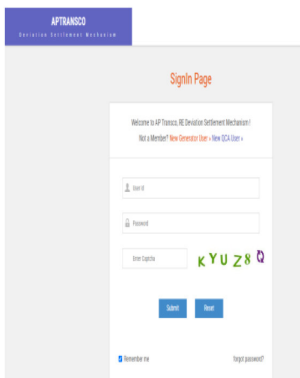 APTRANSCO
Deviation Settlement Mechanism
SignIn Page
Welcome to AP Transco, RE Deviation Settlement Mechanism !
Not a Member? New Generator User » New QCA User »
User Id
Password
Enter Captcha
K Y U Z 8
Submit Reset
Remember me forgot password?